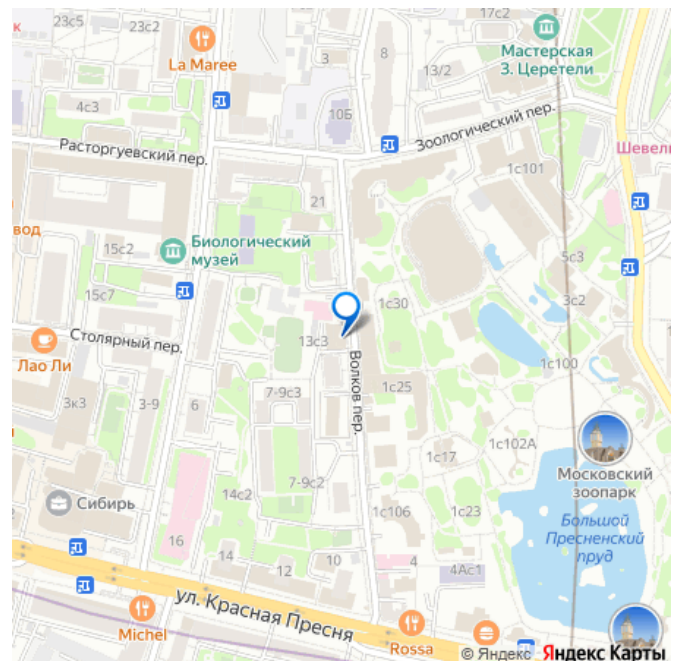 23с5
23с2
17с2
к
La Maree
3
8
13/2
Мастерская
З. Церетели
4с3
10Б
Зоологический пер.
Расторгуевский пер.
Шевел
1с101
21
вод
15с2
Биологический
музей
5с3
15с7
1с30
3с2
Столярный пер.
13с3
Лао Ли
Волков пер.
1с100
7-9с3
1с25
3к3
3-9
6
1с102А
1с17
Московский
зоопарк
7-9с2
14с2
Сибирь
1с106
1с23
Большой
Пресненский
пруд
16
14
12
10
4
4Ас1
ул. Красная Пресня
Michel
Rossa
© Яндекс Яндекс Карты